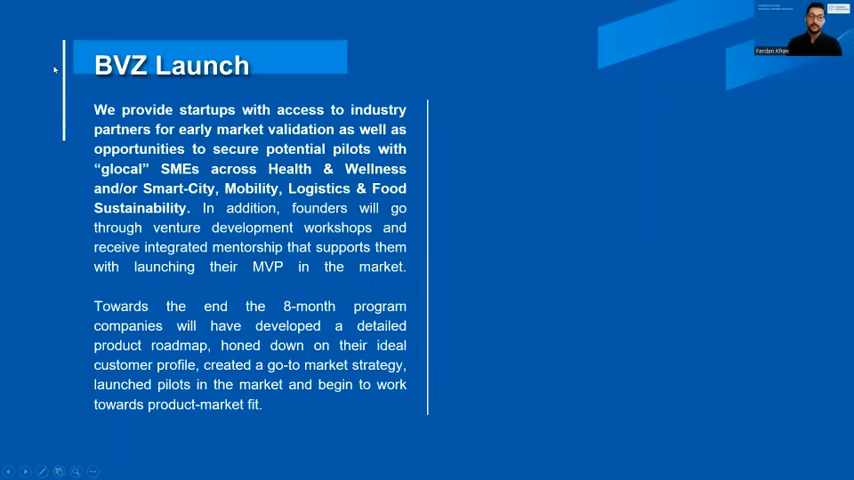 BVZ Launch
We provide startups with access to industry
partners for early market validation as well as
opportunities to secure potential pilots with
“glocal” SMEs across Health & Wellness
and/or Smart-City, Mobility, Logistics & Food
Sustainability. In addition, founders will go
through venture development workshops and
receive integrated mentorship that supports them
with launching their MVP in the market.
Towards the end the 8-month program
companies will have developed a detailed
product roadmap, honed down on their ideal
customer profile, created a go-to market strategy,
launched pilots in the market and begin to work
towards product-market fit.
Fardan Khan